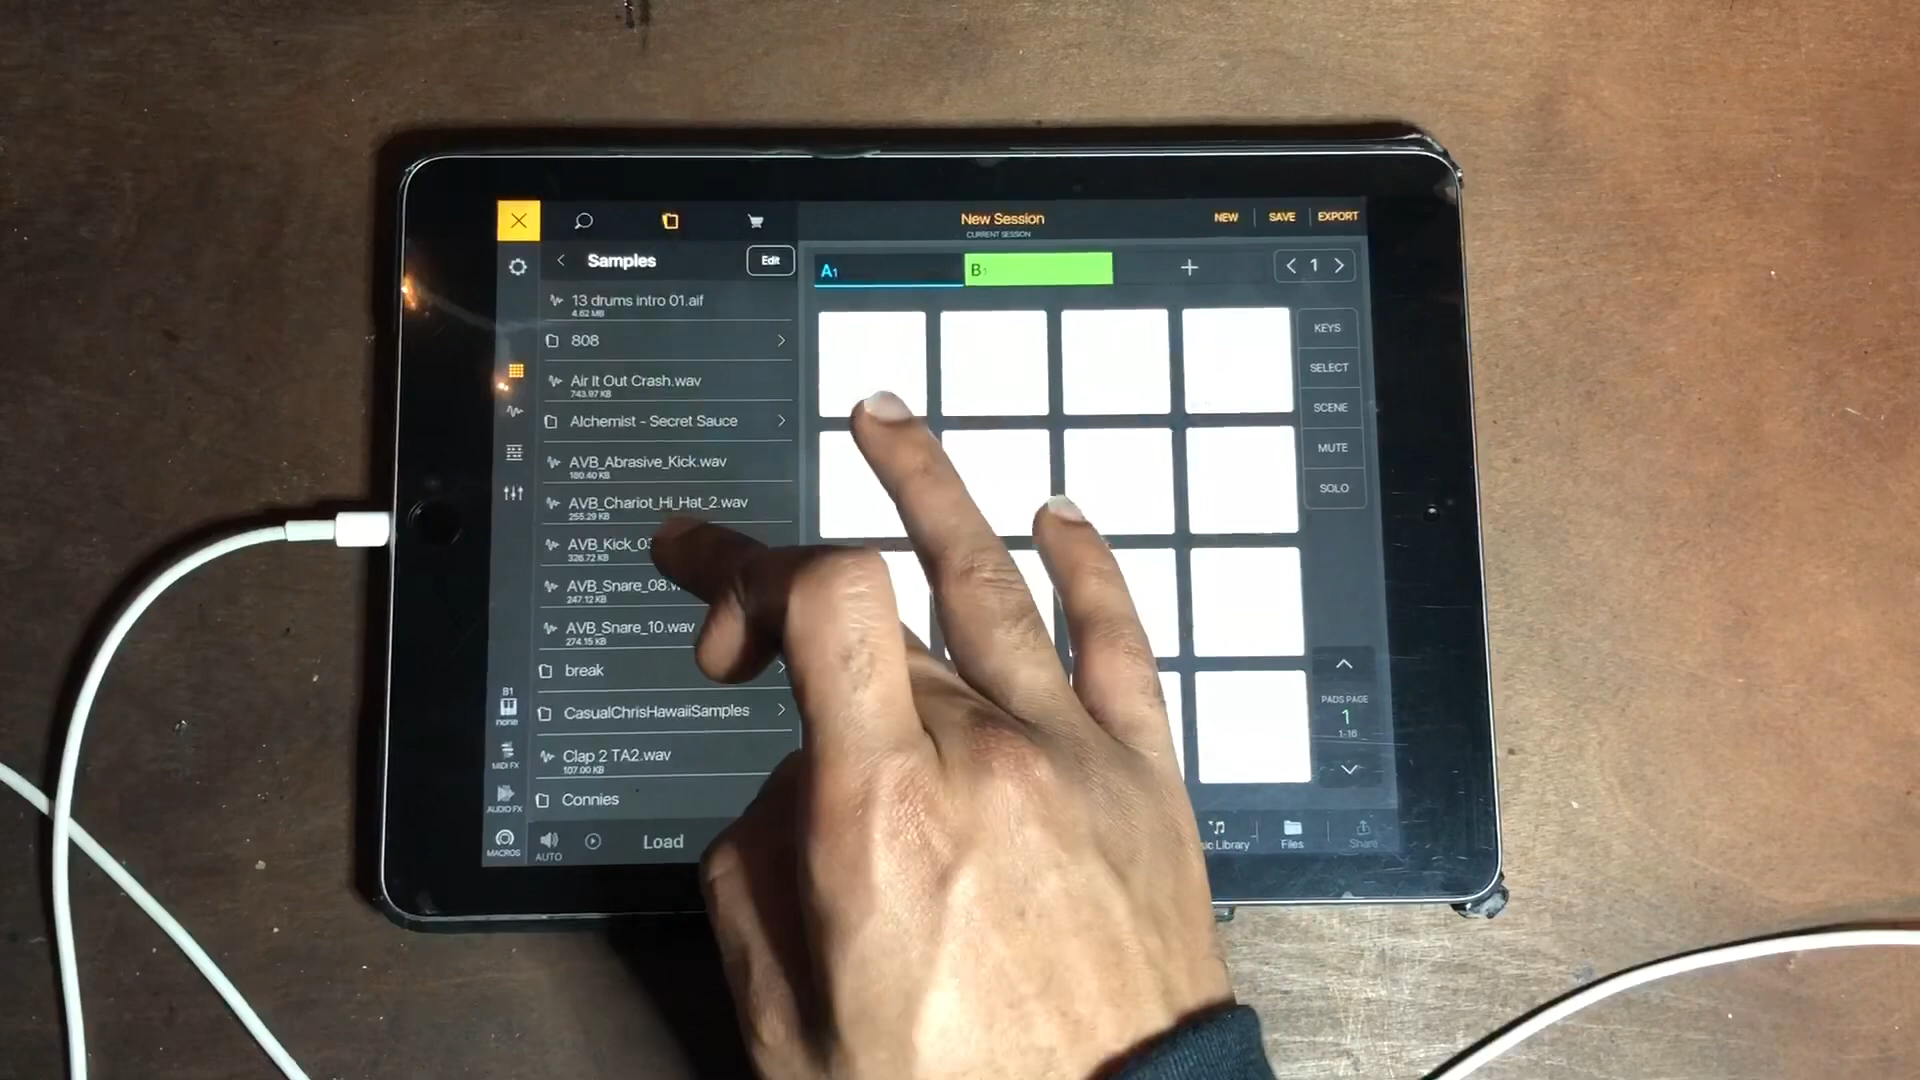 New Session
CURRENT SESSION
NEW
SAVE
EXPORT
Samples
Edit
A1
B1
+
1
13 drums intro 01.aif
4.62 MB
808
Air It Out Crash.wav
743.97 KB
Alchemist - Secret Sauce
AVB_Abrasive_Kick.wav
180.40 KB
AVB_Chariot_Hi_Hat_2.wav
255.29 KB
AVB_Kick_03
326.72 KB
AVB_Snare_08.w
247.12 KB
AVB_Snare_10.wav
274.15 KB
break
CasualChrisHawaiiSamples
Clap 2 TA2.wav
107.00 KB
Connies
AUTO
Load
B1
none
MIDI FX
AUDIO FX
MACROS
KEYS
SELECT
SCENE
MUTE
SOLO
PADS PAGE
1
1-16
sic Library
Files
Share